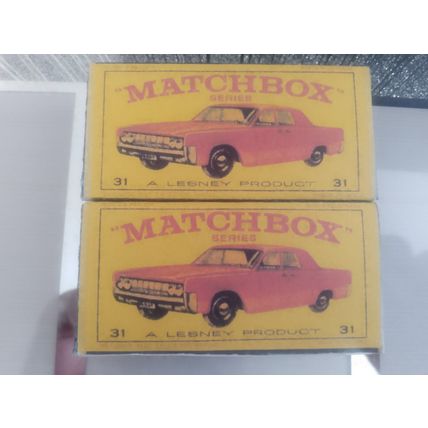 "MATCHBOX"
SERIES
31 A LESNEY PRODUCT 31
"MATCHBOX"
SERIES
31 A LESNEY PRODUCT 31